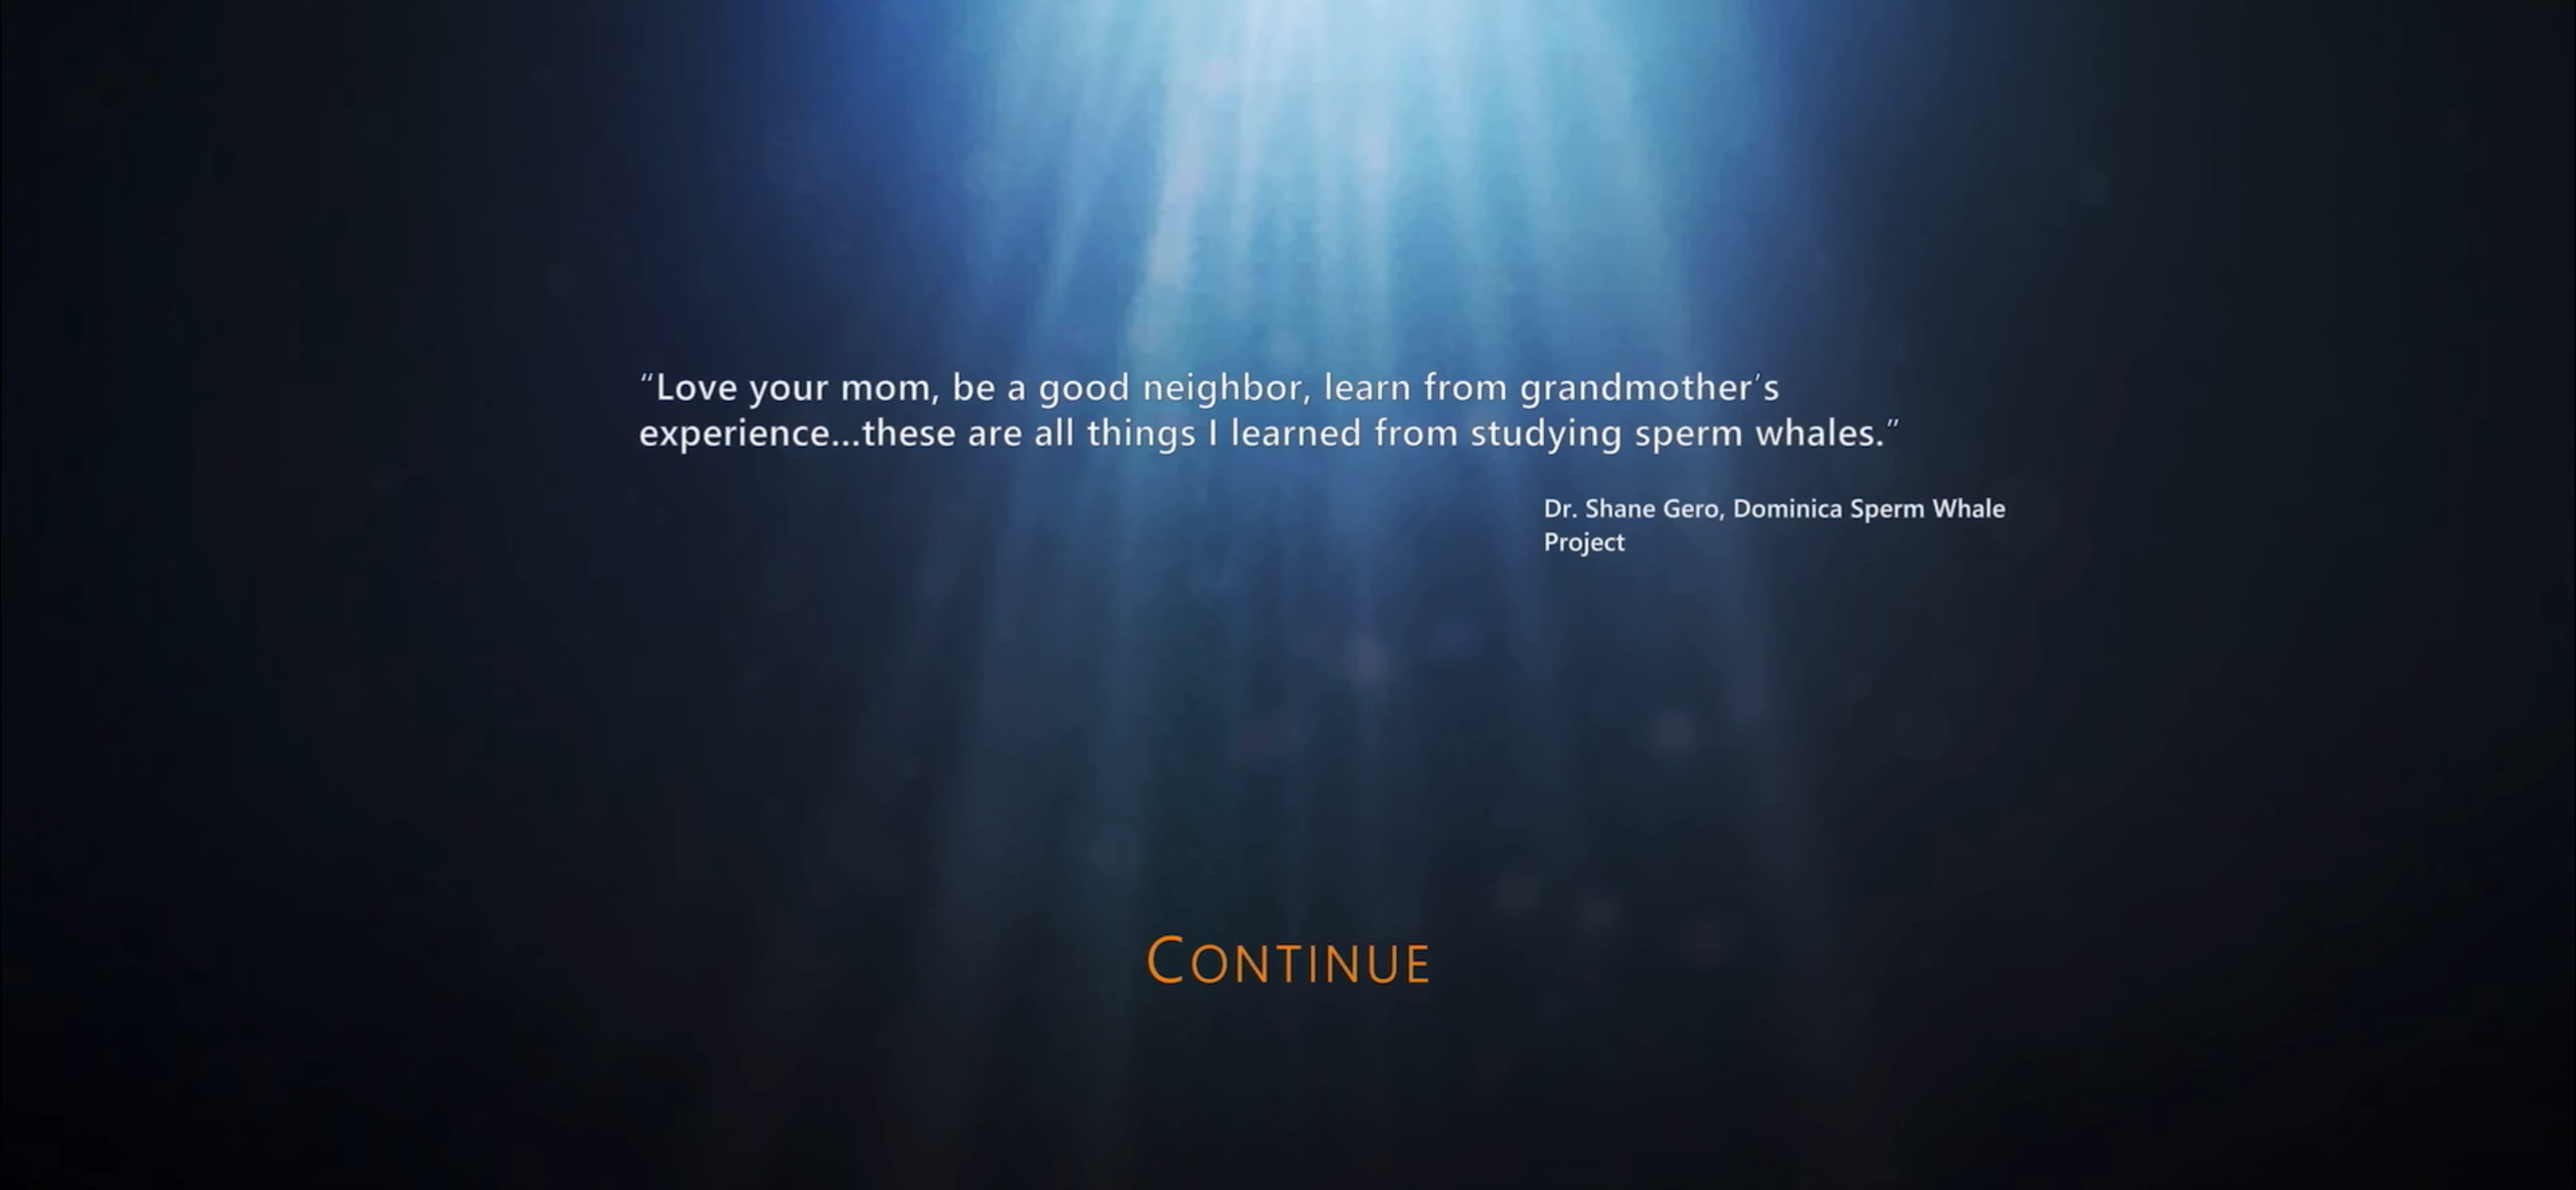 “Love your mom, be a good neighbor, learn from grandmother’s
experience...these are all things I learned from studying sperm whales.”
Dr. Shane Gero, Dominica Sperm Whale
Project
CONTINUE